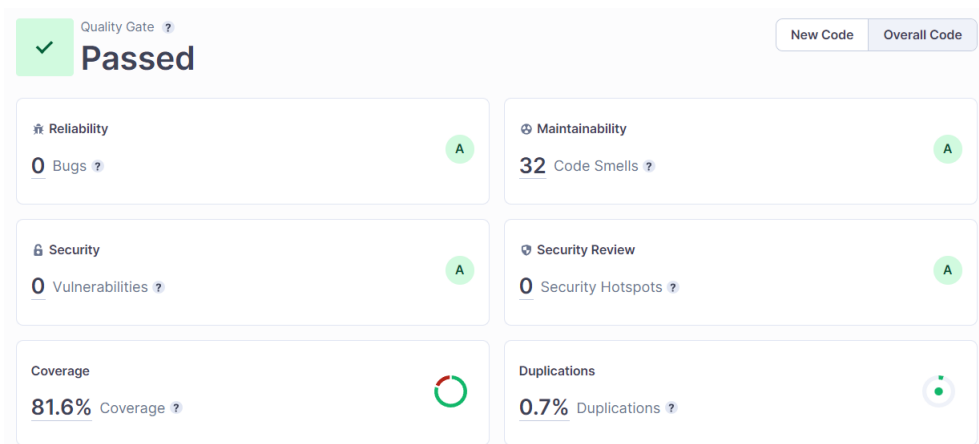 Quality Gate ?
Passed
New Code Overall Code
Reliability
0 Bugs ?
A
Maintainability
32 Code Smells ?
A
Security
0 Vulnerabilities ?
A
Security Review
0 Security Hotspots ?
A
Coverage
81.6% Coverage ?
Duplications
0.7% Duplications ?